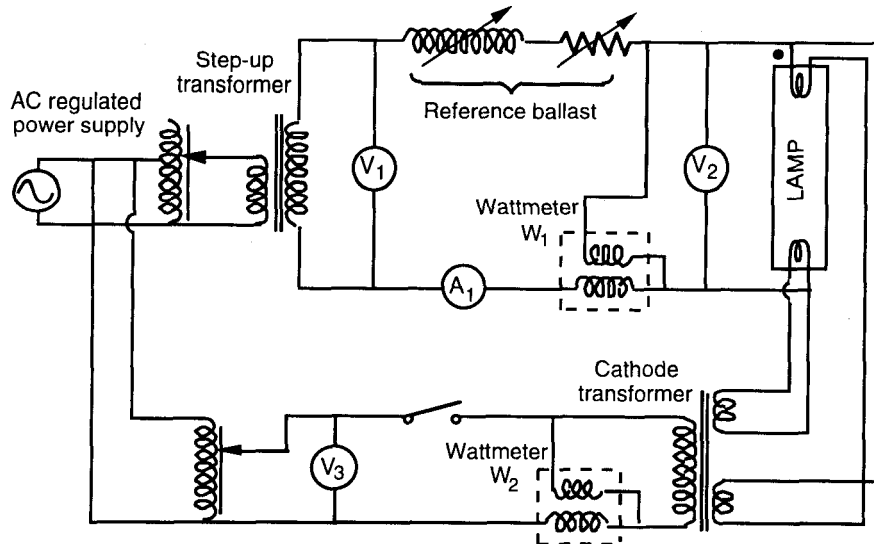 Step-up
transformer
AC regulated
power supply
Reference ballast
V1
V2
LAMP
Wattmeter
W1
A1
Cathode
transformer
Wattmeter
W2
V3